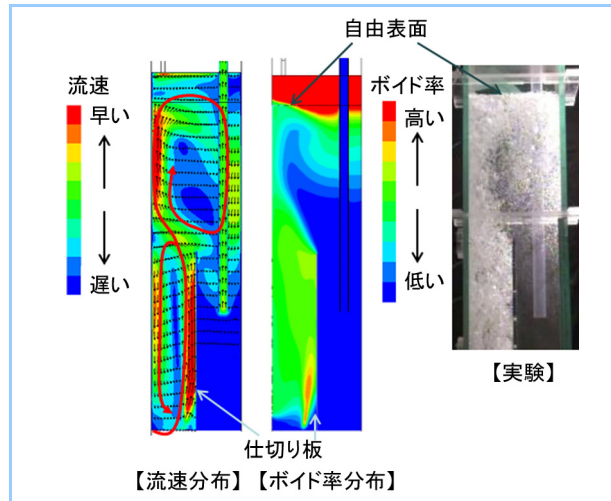 自由表面
流速
早い
遅い
ボイド率
高い
低い
【実験】
仕切り板
【流速分布】
【ボイド率分布】